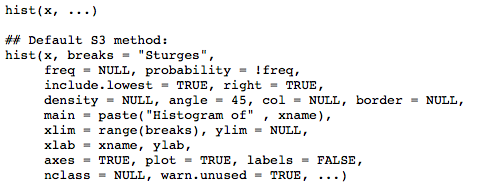 hist(x, ...)
## Default S3 method:
hist(x, breaks = "Sturges",
     freq = NULL, probability = !freq,
     include.lowest = TRUE, right = TRUE,
     density = NULL, angle = 45, col = NULL, border = NULL,
     main = paste("Histogram of" , xname),
     xlim = range(breaks), ylim = NULL,
     xlab = xname, ylab,
     axes = TRUE, plot = TRUE, labels = FALSE,
     nclass = NULL, warn.unused = TRUE, ...)